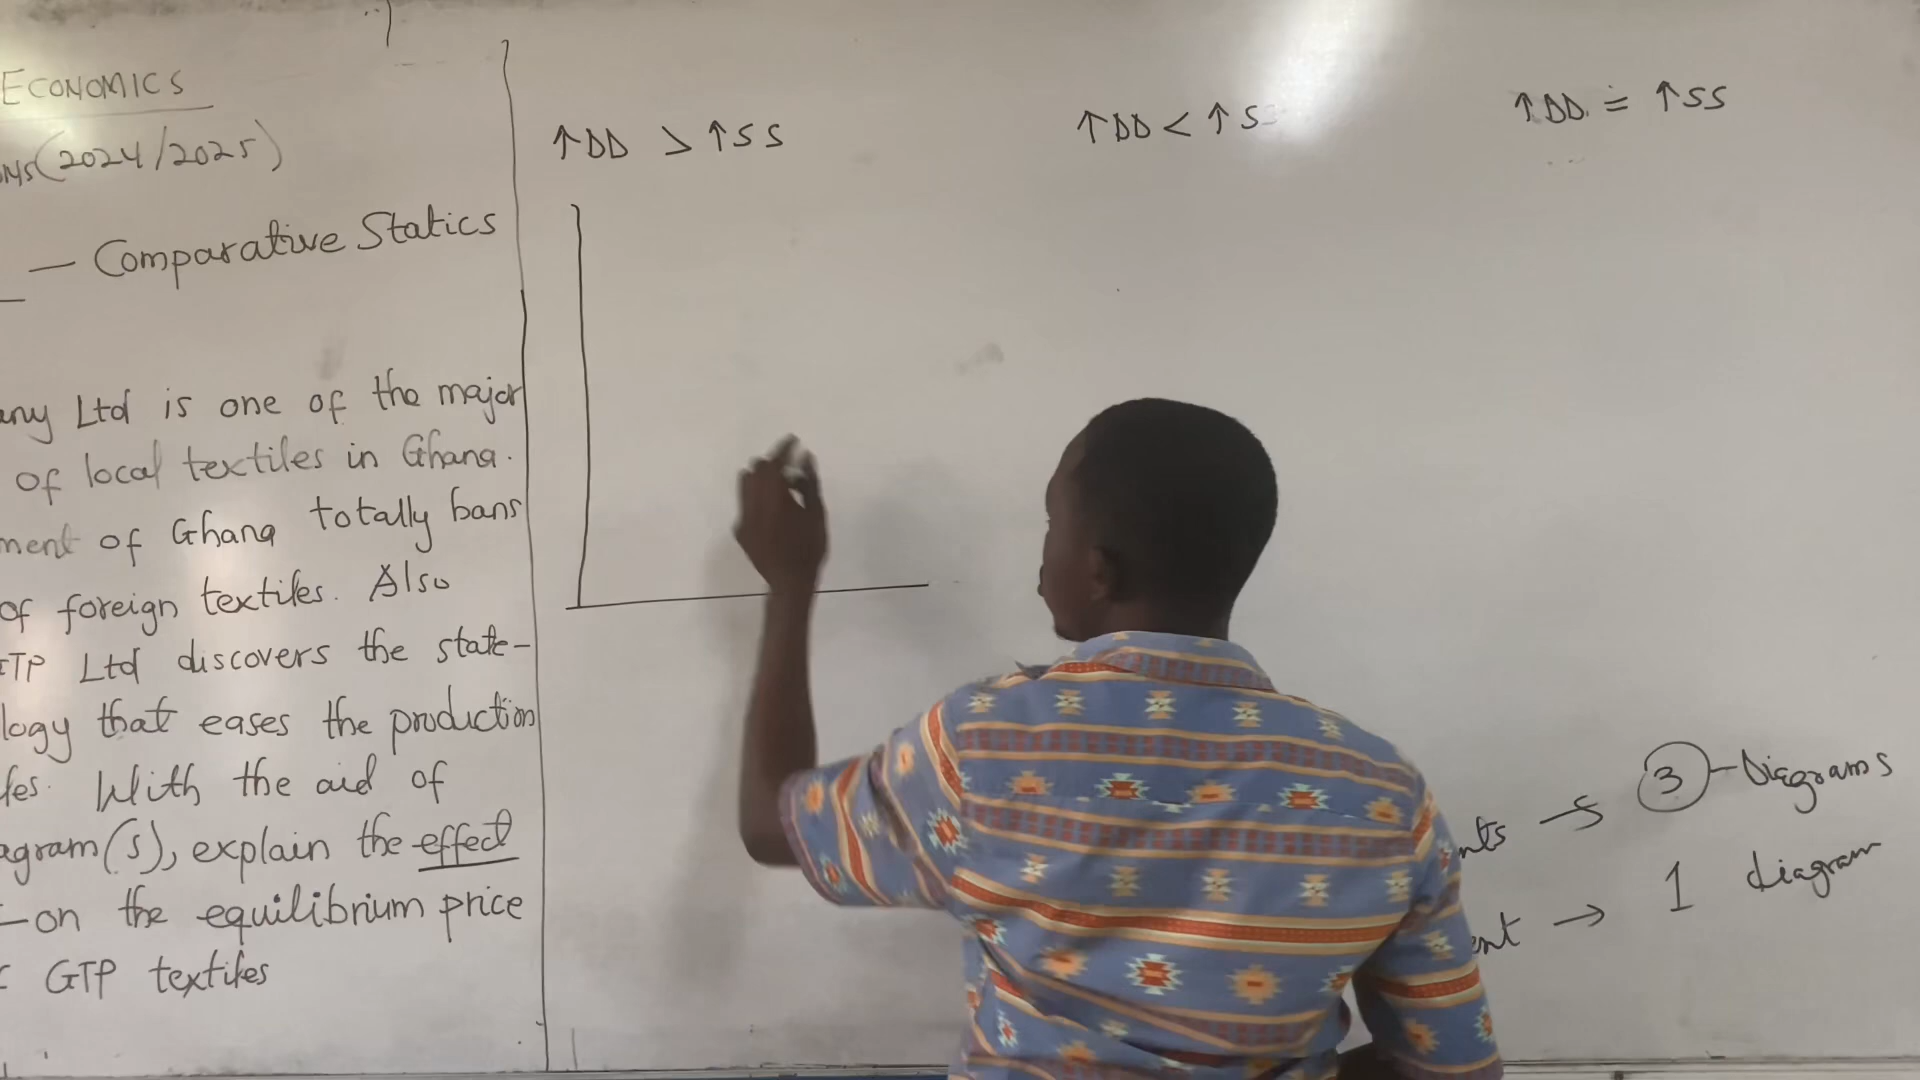 ECONOMICS
(2024/2025)
— Comparative Statics
Ltd is one of the major
of local textiles in Ghana.
of Ghana totally bans
of foreign textiles. Also
Ltd discovers the state-
that eases the production
With the aid of
(s), explain the effect
on the equilibrium price
GTP textiles
↑DD > ↑SS
↑DD < ↑SS
↑DD = ↑SS
→ 3 - Diagrams
→ 1 diagram